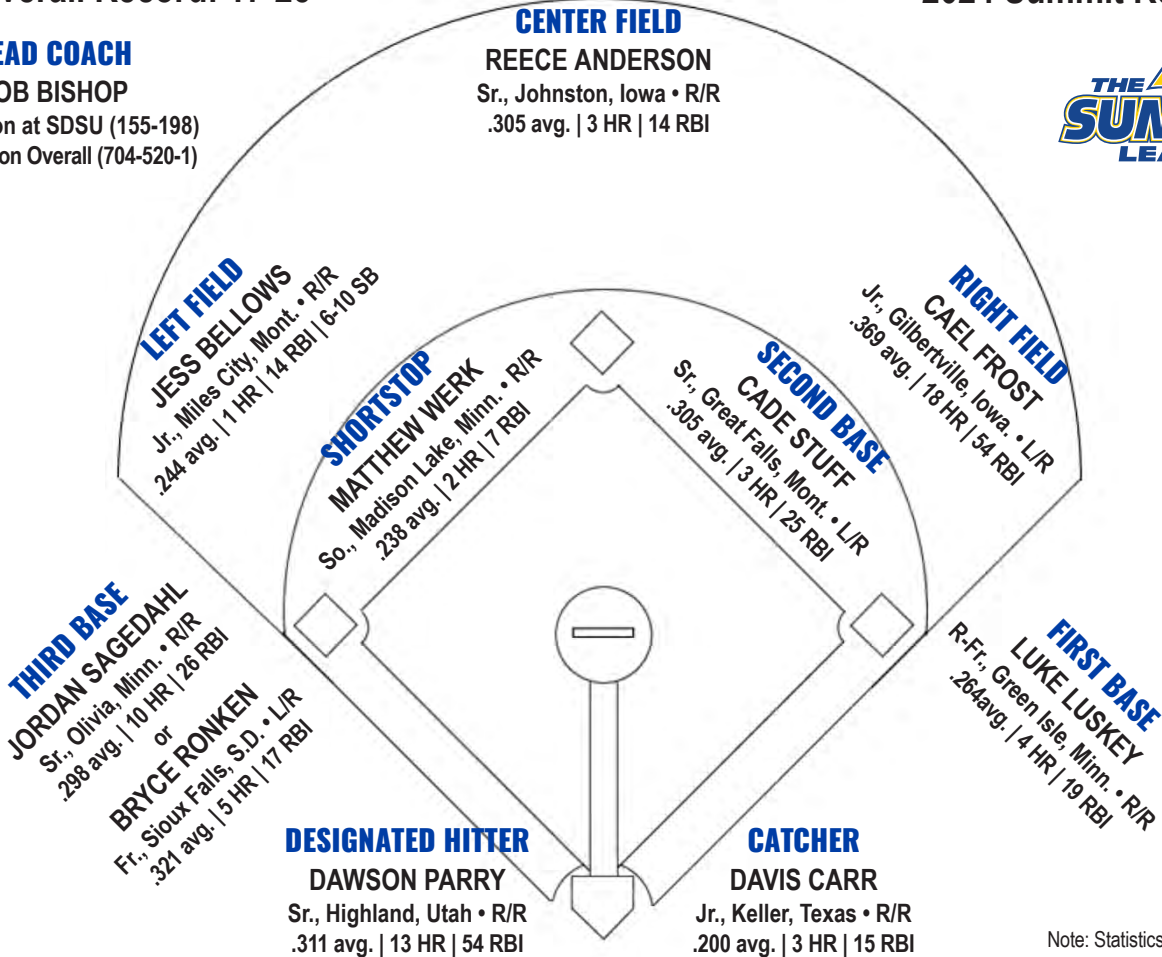 CENTER FIELD
REECE ANDERSON
Sr., Johnston, Iowa • R/R
.305 avg. | 3 HR | 14 RBI
COACH
BISHOP
at SDSU (155-198)
Overall (704-520-1)
THE
LEFT FIELD
JESS BELLOWS
Jr., Miles City, Mont. • R/R
.244 avg. | 1 HR | 14 RBI | 6-10 SB
SHORTSTOP
MATTHEW WERK
So., Madison Lake, Minn. • R/R
.238 avg. | 2 HR | 7 RBI
SECOND BASE
CADE STUFF
Sr., Great Falls, Mont. • L/R
.305 avg. | 3 HR | 25 RBI
RIGHT FIELD
CAEL FROST
Jr., Gilbertville, Iowa. • L/R
.369 avg. | 18 HR | 54 RBI
THIRD BASE
JORDAN SAGEDAHL
Sr., Olivia, Minn. • R/R
.298 avg. | 10 HR | 26 RBI
or
BRYCE RONKEN
Fr., Sioux Falls, S.D. • L/R
.321 avg. | 5 HR | 17 RBI
FIRST BASE
LUKE LUSKEY
R-Fr., Green Isle, Minn. • R/R
.264avg. | 4 HR | 19 RBI
DESIGNATED HITTER
DAWSON PARRY
Sr., Highland, Utah • R/R
.311 avg. | 13 HR | 54 RBI
CATCHER
DAVIS CARR
Jr., Keller, Texas • R/R
.200 avg. | 3 HR | 15 RBI
Note: Statistics